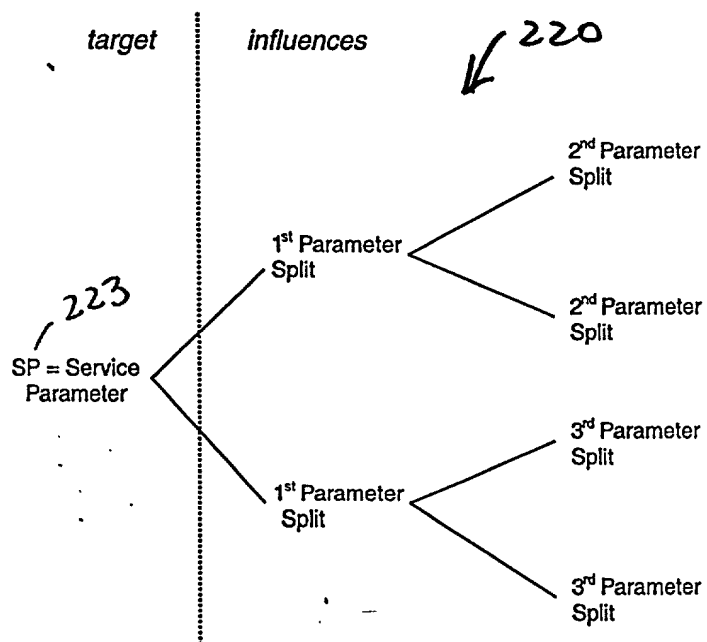 target influences 220
2nd Parameter
Split
1st Parameter
Split
2nd Parameter
Split
223
SP = Service
Parameter
3rd Parameter
Split
1st Parameter
Split
3rd Parameter
Split